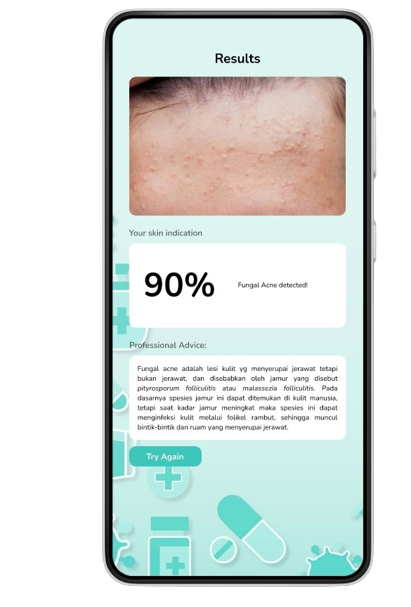 Results
Your skin indication
90%
Fungal Acne detected!
Professional Advice:
Fungal acne adalah lesi kulit yg menyerupai jerawat tetapi
bukan jerawat, dan disebabkan oleh jamur yang disebut
pityrosporum folliculitis atau malassezia folliculitis. Pada
dasarnya spesies jamur ini dapat ditemukan di kulit manusia,
tetapi saat kadar jamur meningkat maka spesies ini dapat
menginfeksi kulit melalui folikel rambut, sehingga muncul
bintik-bintik dan ruam yang menyerupai jerawat.
Try Again